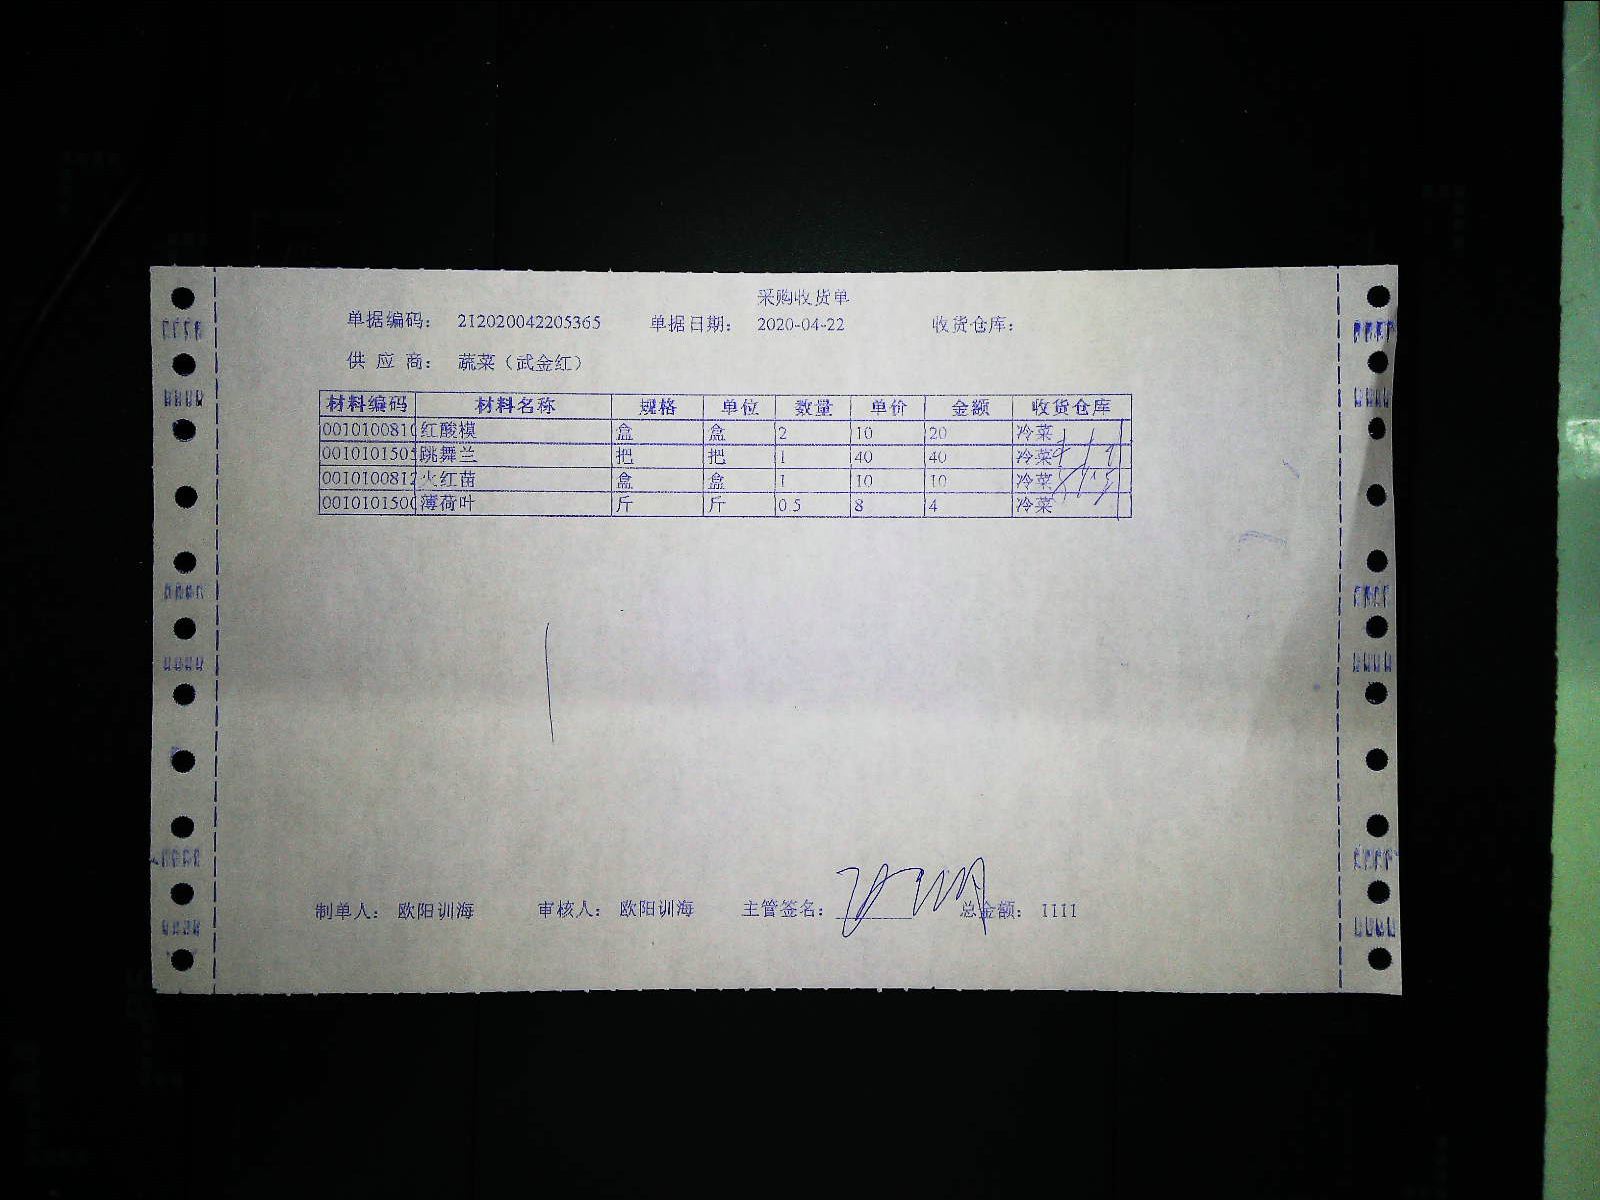 采购收货单
单据编码： 212020042205365 单据日期： 2020-04-22 收货仓库：
供 应 商： 蔬菜（武金红）
材料编码 材料名称 规格 单位 数量 单价 金额 收货仓库
001010081 红酸模 盒 盒 2 10 20 冷菜
001010150 跳舞兰 把 把 1 40 40 冷菜
001010081 火红苗 盒 盒 1 10 10 冷菜
001010150 薄荷叶 斤 斤 0.5 8 4 冷菜
制单人： 欧阳训海 审核人： 欧阳训海 主管签名： 总金额： 1111